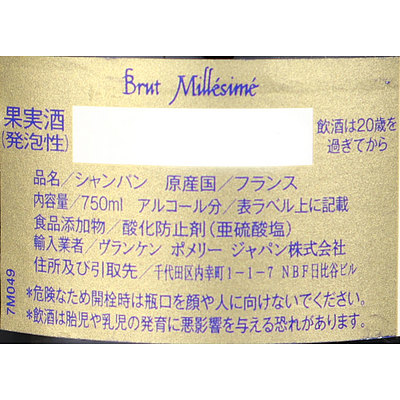 Brut Millésimé
果実酒
(発泡性)
飲酒は20歳を
過ぎてから
品名／シャンパン 原産国／フランス
内容量／750ml アルコール分／表ラベル上に記載
食品添加物／酸化防止剤(亜硫酸塩)
輸入業者／ヴランケン ポメリー ジャパン株式会社
住所及び引取先／千代田区内幸町1-1-7 NBF日比谷ビル
*危険なため開栓時は瓶口を顔や人に向けないでください。
*飲酒は胎児や乳児の発育に悪影響を与える恐れがあります。
7M049